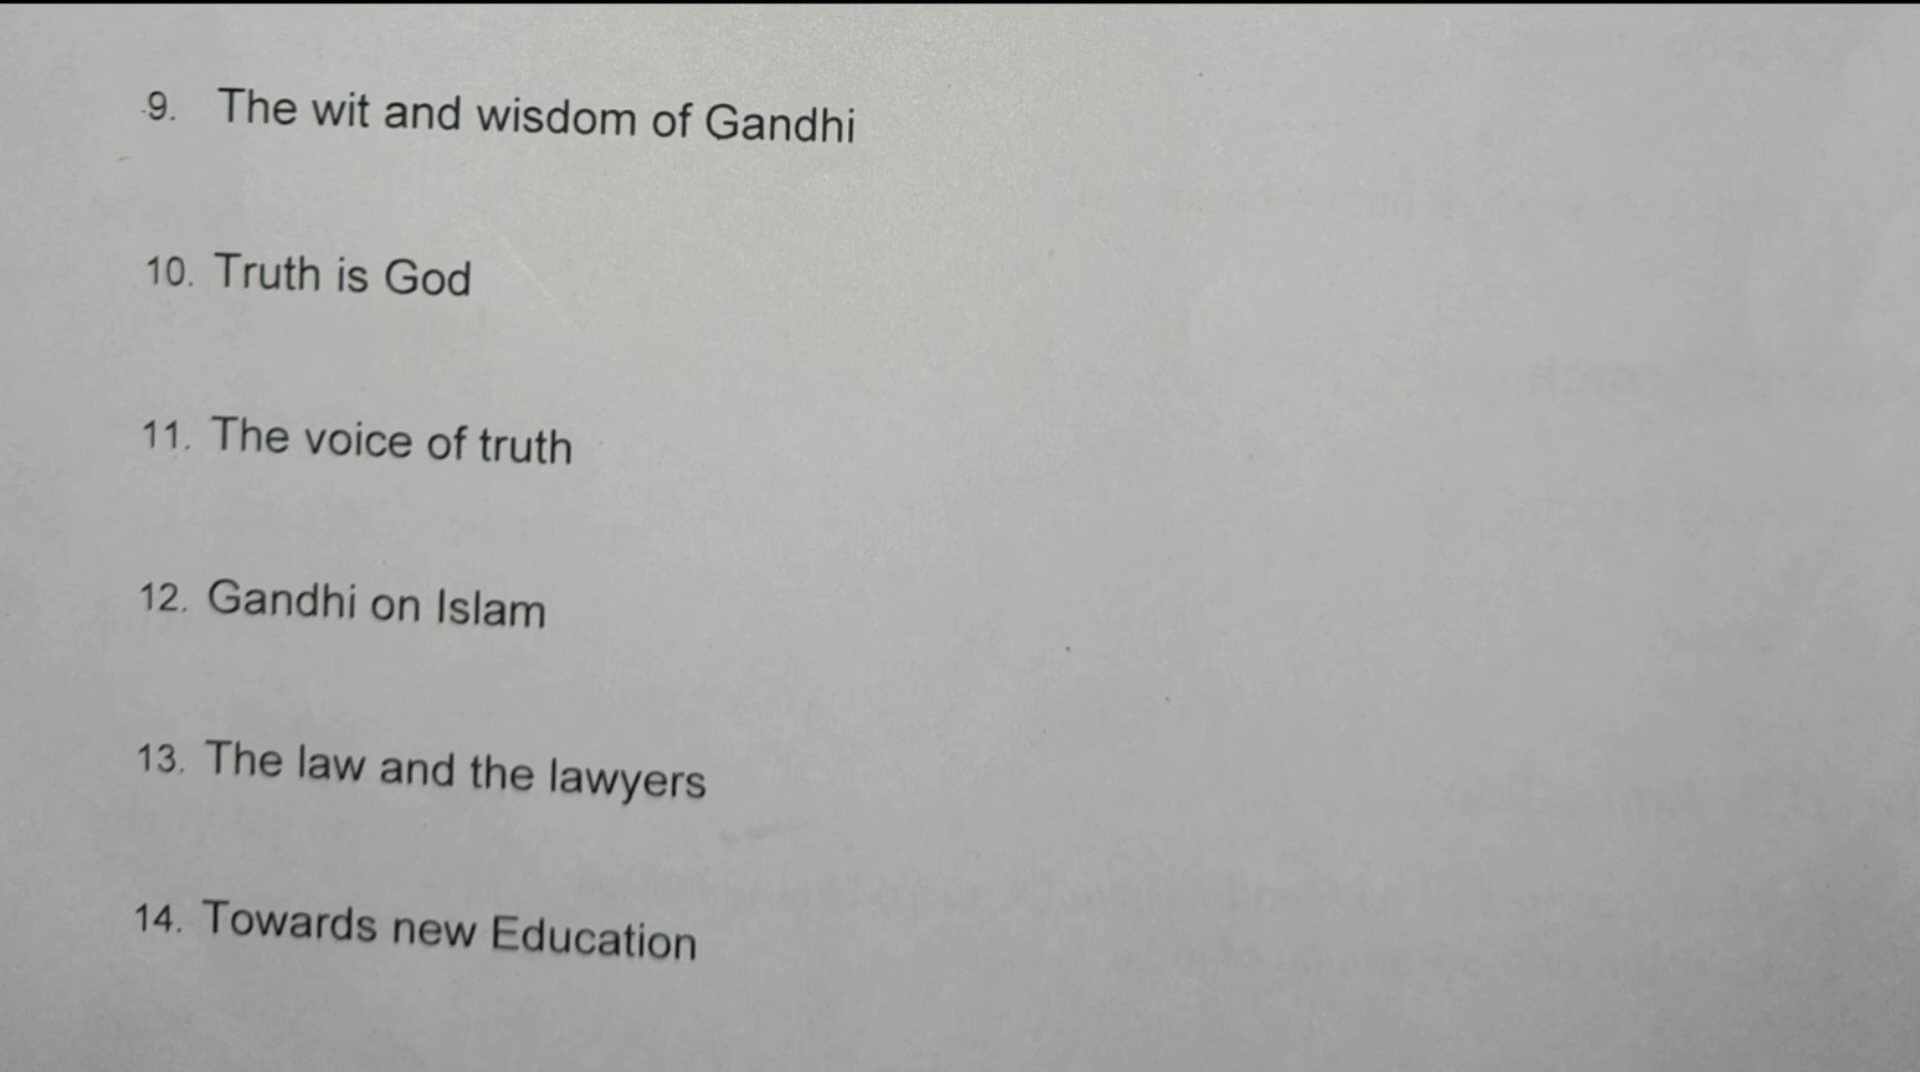 9. The wit and wisdom of Gandhi
10. Truth is God
11. The voice of truth
12. Gandhi on Islam
13. The law and the lawyers
14. Towards new Education